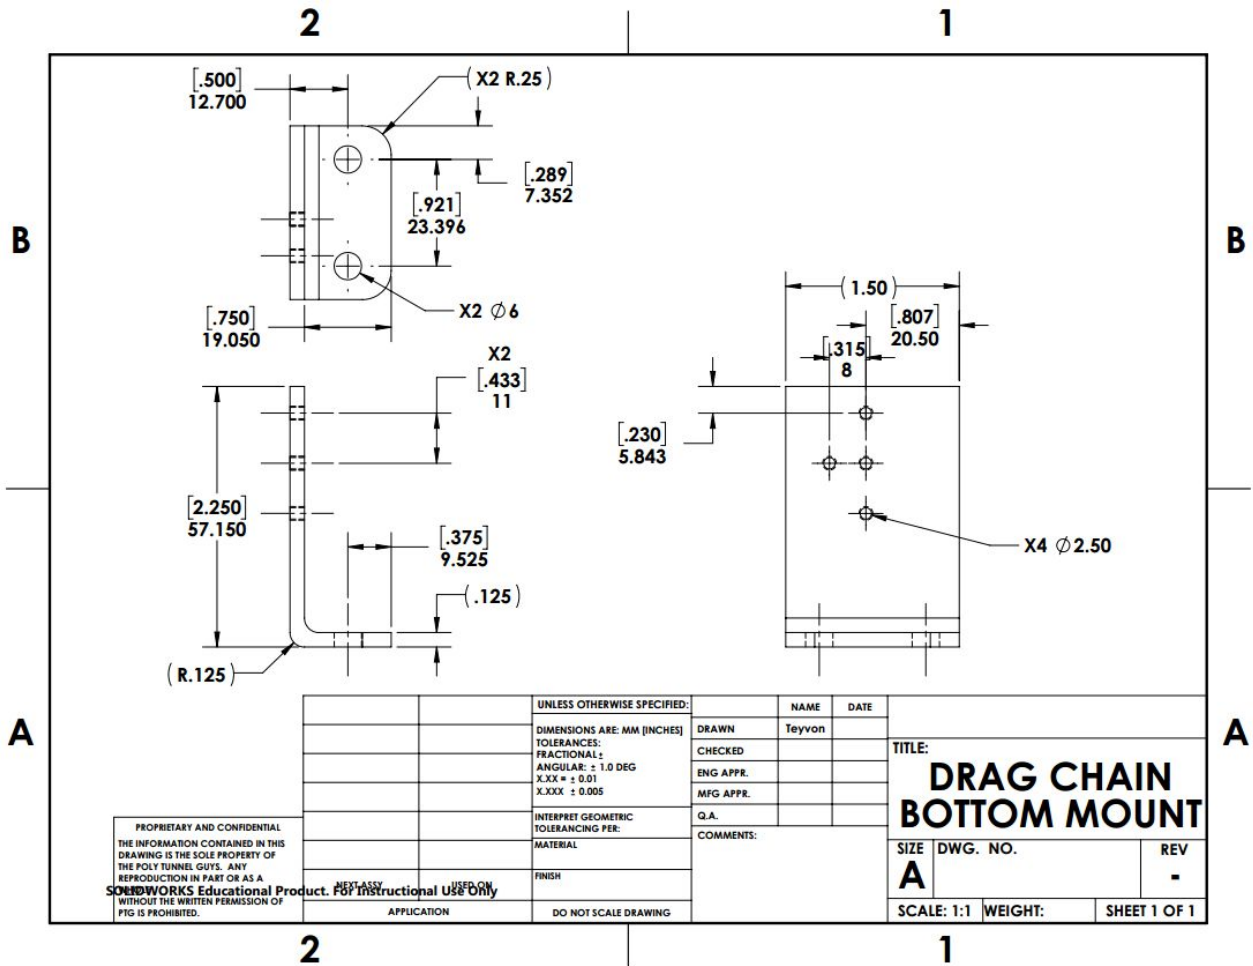 2
1
[.500]
12.700
(X2 R.25)
[.289]
7.352
[.921]
23.396
B
B
X2 ∅6
[.750]
19.050
(1.50)
[.807]
20.50
[.315]
8
X2
[.433]
11
[.230]
5.843
[2.250]
57.150
[.375]
9.525
X4 ∅2.50
(.125)
(R.125)
A
A
UNLESS OTHERWISE SPECIFIED:
DIMENSIONS ARE: MM [INCHES]
TOLERANCES:
FRACTIONAL±
ANGULAR: ± 1.0 DEG
X.XX = ± 0.01
X.XXX ± 0.005
INTERPRET GEOMETRIC
TOLERANCING PER:
MATERIAL
FINISH
DO NOT SCALE DRAWING
NAME
DATE
DRAWN
Teyvon
CHECKED
ENG APPR.
MFG APPR.
Q.A.
COMMENTS:
TITLE:
DRAG CHAIN
BOTTOM MOUNT
SIZE
A
DWG. NO.
REV
-
SCALE: 1:1
WEIGHT:
SHEET 1 OF 1
PROPRIETARY AND CONFIDENTIAL
THE INFORMATION CONTAINED IN THIS
DRAWING IS THE SOLE PROPERTY OF
THE POLY TUNNEL GUYS. ANY
REPRODUCTION IN PART OR AS A
WITHOUT THE WRITTEN PERMISSION OF
PTG IS PROHIBITED.
SOLIDWORKS Educational Product. For Instructional Use Only
NEXT ASSY
USED ON
APPLICATION
2
1